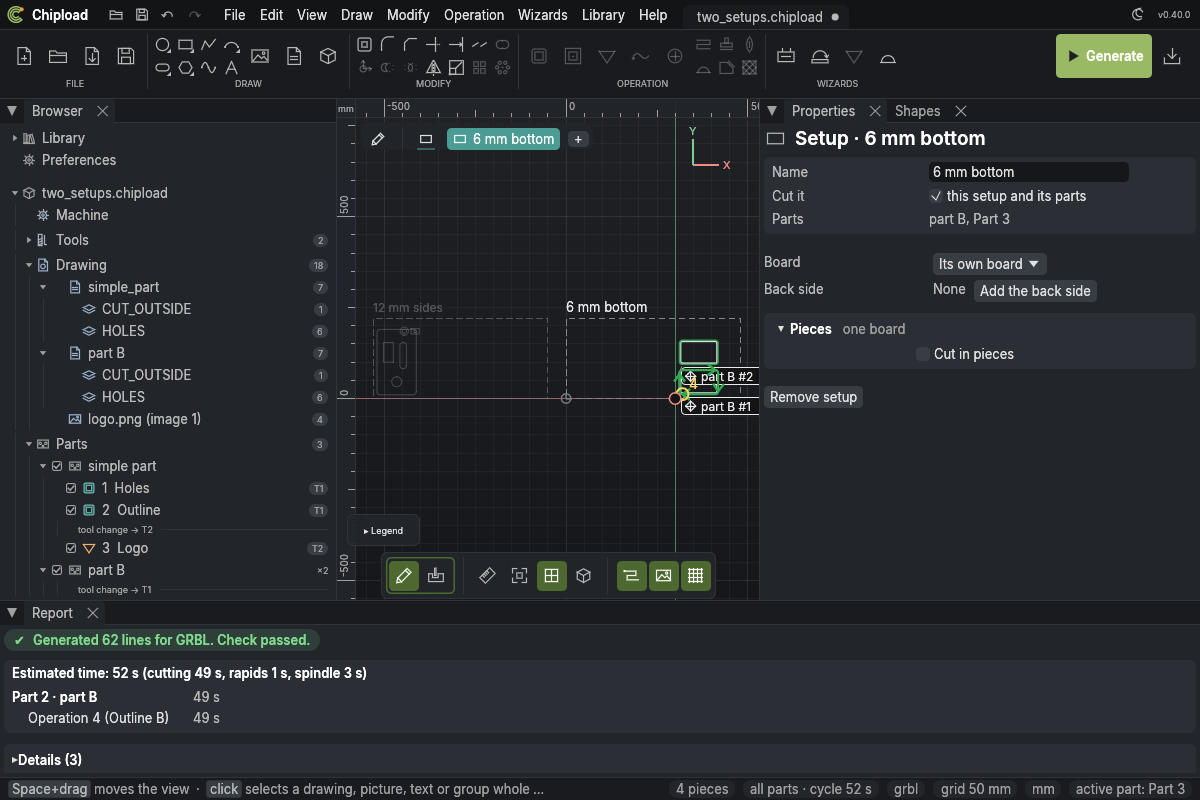 Chipload
File Edit View Draw Modify Operation Wizards Library Help
two_setups.chipload
v0.40.0
FILE
DRAW
MODIFY
OPERATION
WIZARDS
Generate
Browser
Library
Preferences
two_setups.chipload
Machine
Tools 2
Drawing 18
simple_part 7
CUT_OUTSIDE 1
HOLES 6
part B 7
CUT_OUTSIDE 1
HOLES 6
logo.png (image 1) 4
Parts 3
simple part
1 Holes T1
2 Outline T1
tool change → T2
3 Logo T2
part B ×2
tool change → T1
mm
-500
0
500
0
-500
6 mm bottom
+
Y
X
12 mm sides
6 mm bottom
part B #2
4
part B #1
▸ Legend
Properties
Shapes
Setup · 6 mm bottom
Name 6 mm bottom
Cut it this setup and its parts
Parts part B, Part 3
Board Its own board
Back side None Add the back side
Pieces one board
Cut in pieces
Remove setup
Report
✔ Generated 62 lines for GRBL. Check passed.
Estimated time: 52 s (cutting 49 s, rapids 1 s, spindle 3 s)
Part 2 · part B 49 s
Operation 4 (Outline B) 49 s
▸Details (3)
Space+drag moves the view · click selects a drawing, picture, text or group whole ...
4 pieces
all parts · cycle 52 s
grbl
grid 50 mm
mm
active part: Part 3